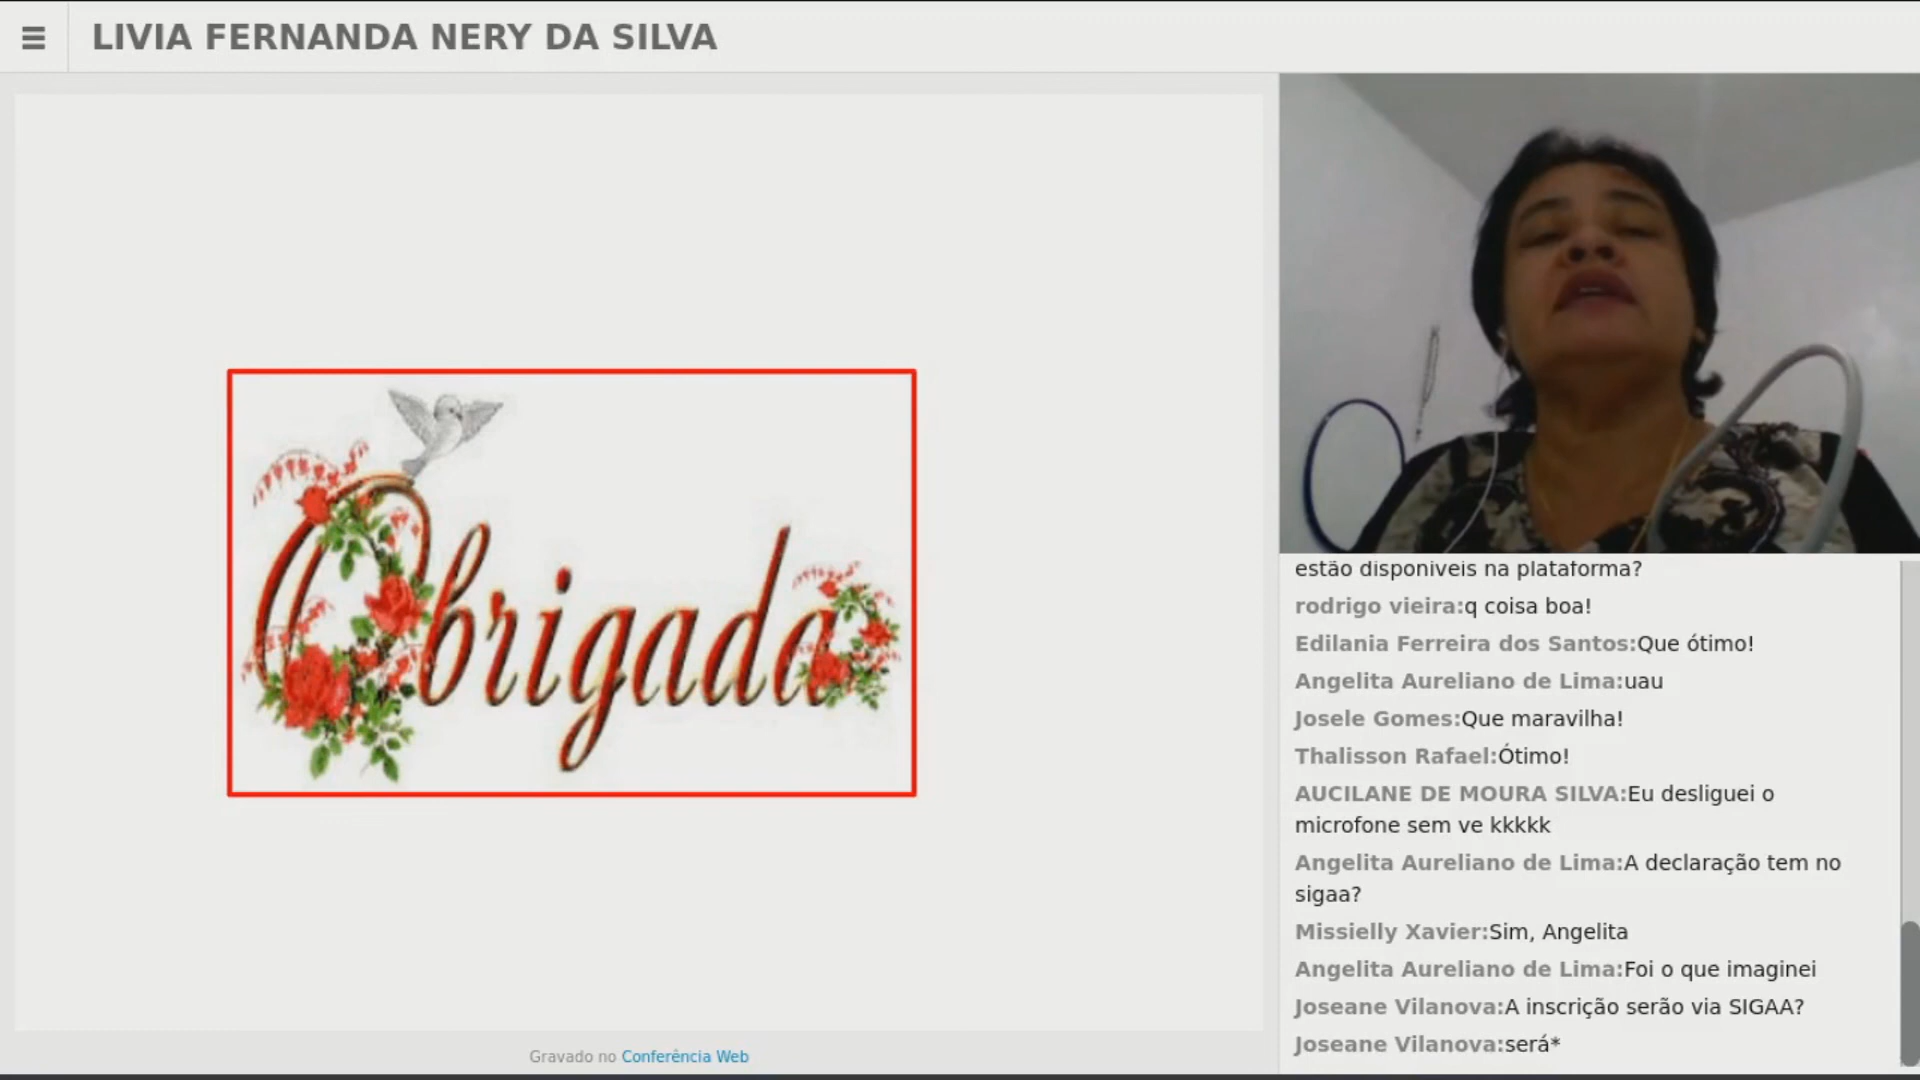 LIVIA FERNANDA NERY DA SILVA
Obrigada
Gravado no Conferência Web
estão disponiveis na plataforma?
rodrigo vieira:q coisa boa!
Edilania Ferreira dos Santos:Que ótimo!
Angelita Aureliano de Lima:uau
Josele Gomes:Que maravilha!
Thalisson Rafael:Ótimo!
AUCILANE DE MOURA SILVA:Eu desliguei o
microfone sem ve kkkkk
Angelita Aureliano de Lima:A declaração tem no
sigaa?
Missielly Xavier:Sim, Angelita
Angelita Aureliano de Lima:Foi o que imaginei
Joseane Vilanova:A inscrição serão via SIGAA?
Joseane Vilanova:será*